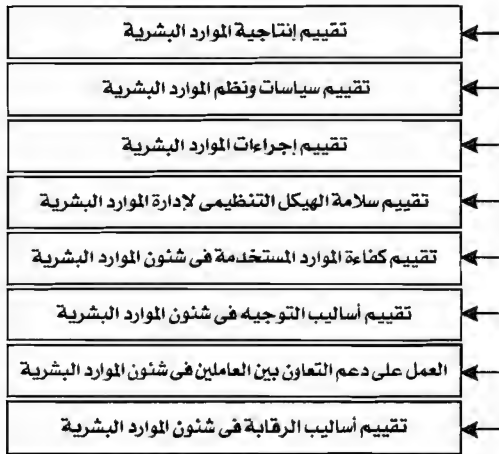 تقييم إنتاجية الموارد البشرية
تقييم سياسات ونظم الموارد البشرية
تقييم إجراءات الموارد البشرية
تقييم سلامة الهيكل التنظيمى لإدارة الموارد البشرية
تقييم كفاءة الموارد المستخدمة فى شئون الموارد البشرية
تقييم أساليب التوجيه فى شئون الموارد البشرية
العمل على دعم التعاون بين العاملين فى شئون الموارد البشرية
تقييم أساليب الرقابة فى شئون الموارد البشرية